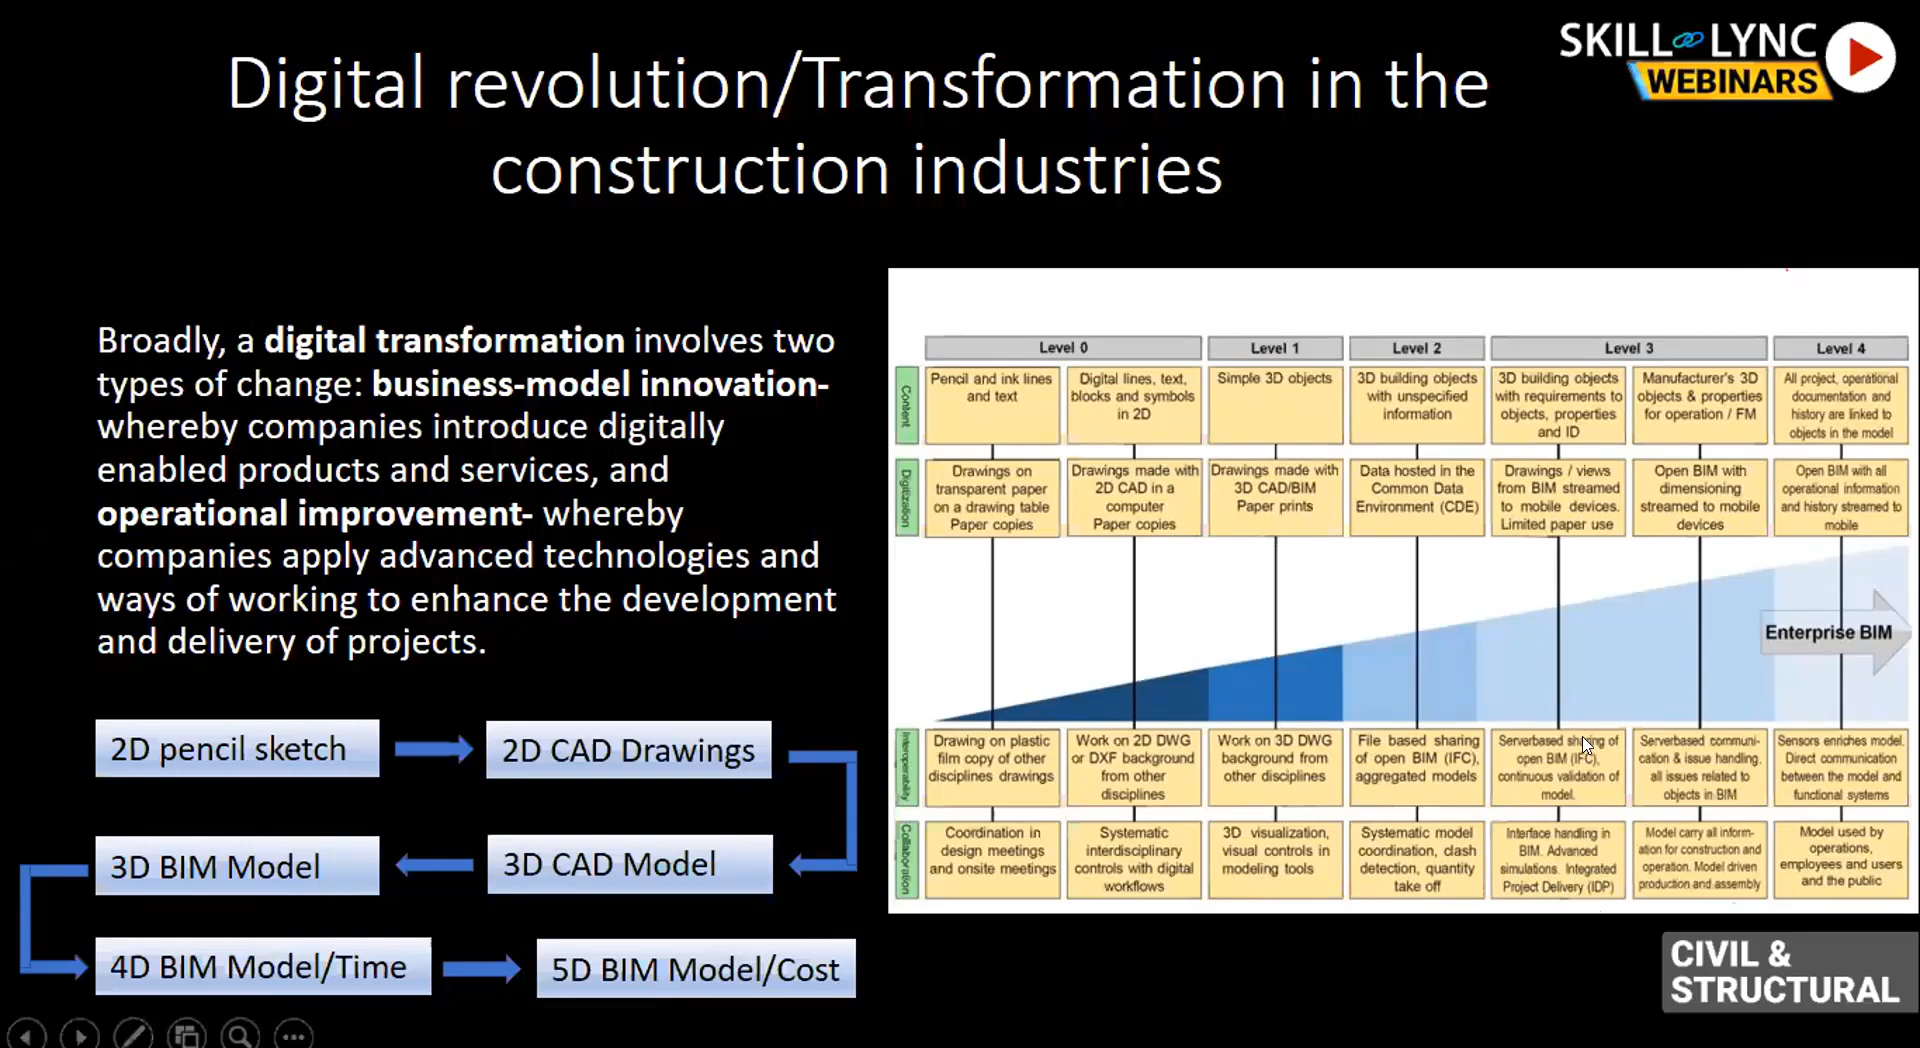 SKILL LYNC
WEBINARS
Digital revolution/Transformation in the
construction industries
Broadly, a digital transformation involves two
types of change: business-model innovation-
whereby companies introduce digitally
enabled products and services, and
operational improvement- whereby
companies apply advanced technologies and
ways of working to enhance the development
and delivery of projects.
2D pencil sketch
2D CAD Drawings
3D CAD Model
3D BIM Model
4D BIM Model/Time
5D BIM Model/Cost
Level 0
Level 1
Level 2
Level 3
Level 4
Content
Pencil and ink lines
and text
Digital lines, text,
blocks and symbols
in 2D
Simple 3D objects
3D building objects
with unspecified
information
3D building objects
with requirements to
objects, properties
and ID
Manufacturer's 3D
objects & properties
for operation / FM
All project, operational
documentation and
history are linked to
objects in the model
Digitization
Drawings on
transparent paper
on a drawing table
Paper copies
Drawings made with
2D CAD in a
computer
Paper copies
Drawings made with
3D CAD/BIM
Paper prints
Data hosted in the
Common Data
Environment (CDE)
Drawings / views
from BIM streamed
to mobile devices.
Limited paper use
Open BIM with
dimensioning
streamed to mobile
devices
Open BIM with all
operational information
and history streamed to
mobile
Enterprise BIM
Interoperability
Drawing on plastic
film copy of other
disciplines drawings
Work on 2D DWG
or DXF background
from other
disciplines
Work on 3D DWG
background from
other disciplines
File based sharing
of open BIM (IFC),
aggregated models
Serverbased sharing of
open BIM (IFC),
continuous validation of
model.
Serverbased communi-
cation & issue handling,
all issues related to
objects in BIM
Sensors enriches model.
Direct communication
between the model and
functional systems
Collaboration
Coordination in
design meetings
and onsite meetings
Systematic
interdisciplinary
controls with digital
workflows
3D visualization,
visual controls in
modeling tools
Systematic model
coordination, clash
detection, quantity
take off
Interface handling in
BIM. Advanced
simulations. Integrated
Project Delivery (IDP)
Model carry all inform-
ation for construction and
operation. Model driven
production and assembly
Model used by
operations,
employees and users
and the public
CIVIL &
STRUCTURAL